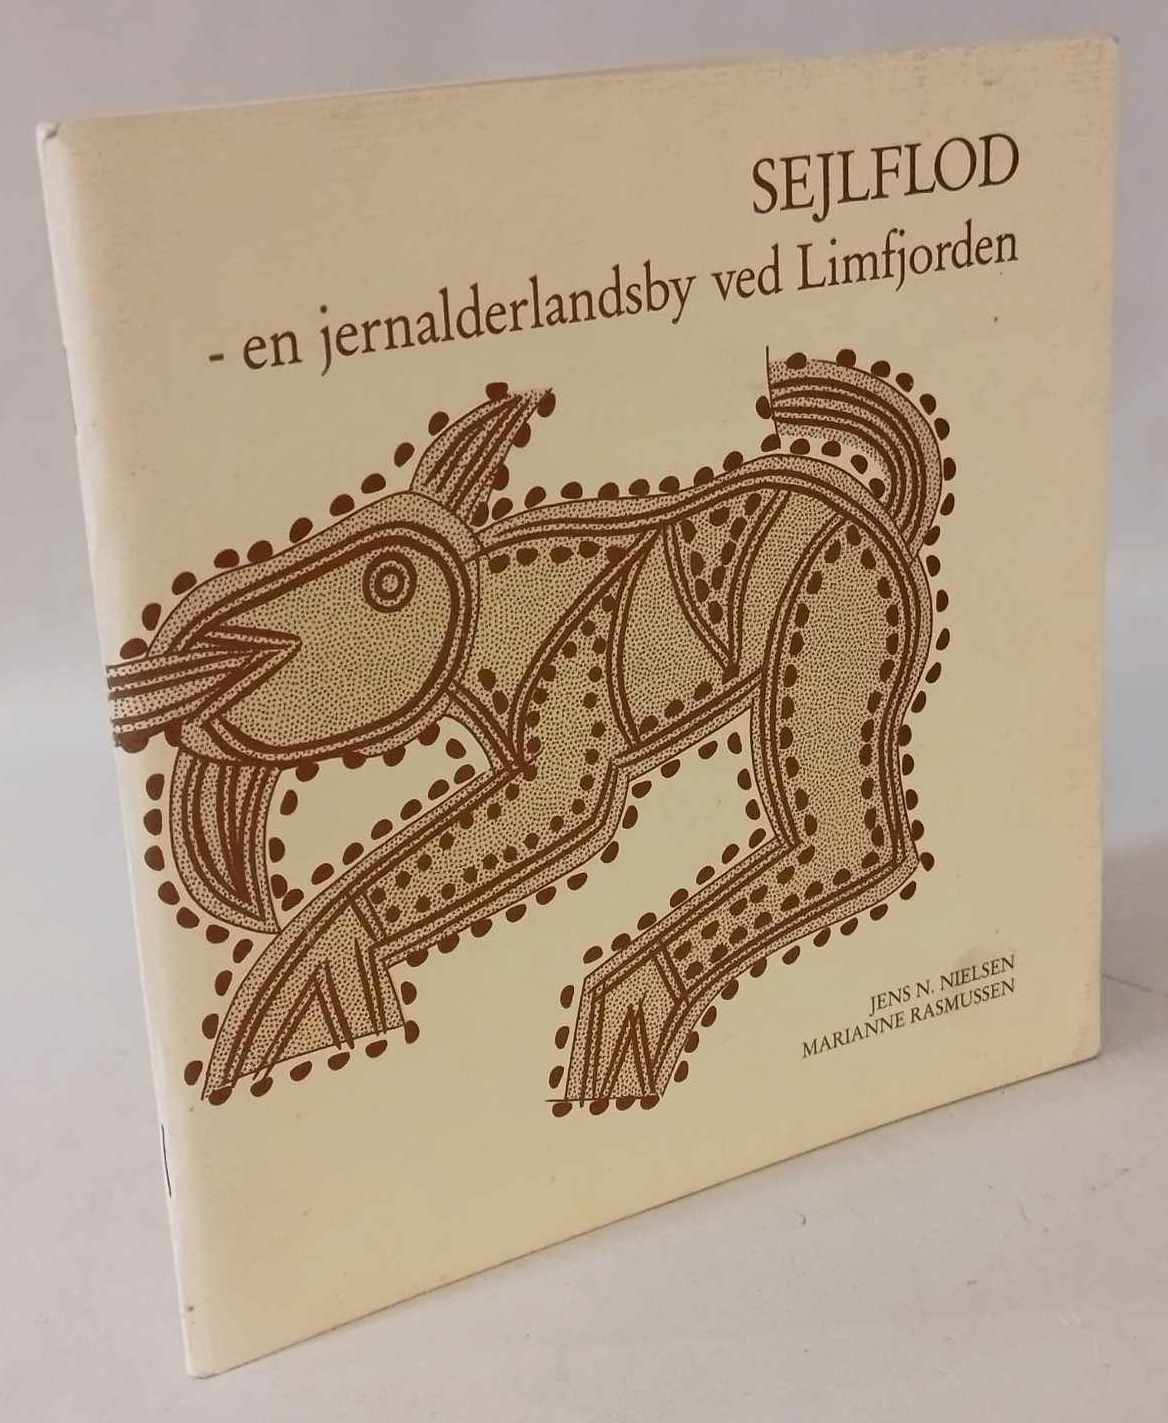 SEJLFLOD
- en jernalderlandsby ved Limfjorden
JENS N. NIELSEN
MARIANNE RASMUSSEN